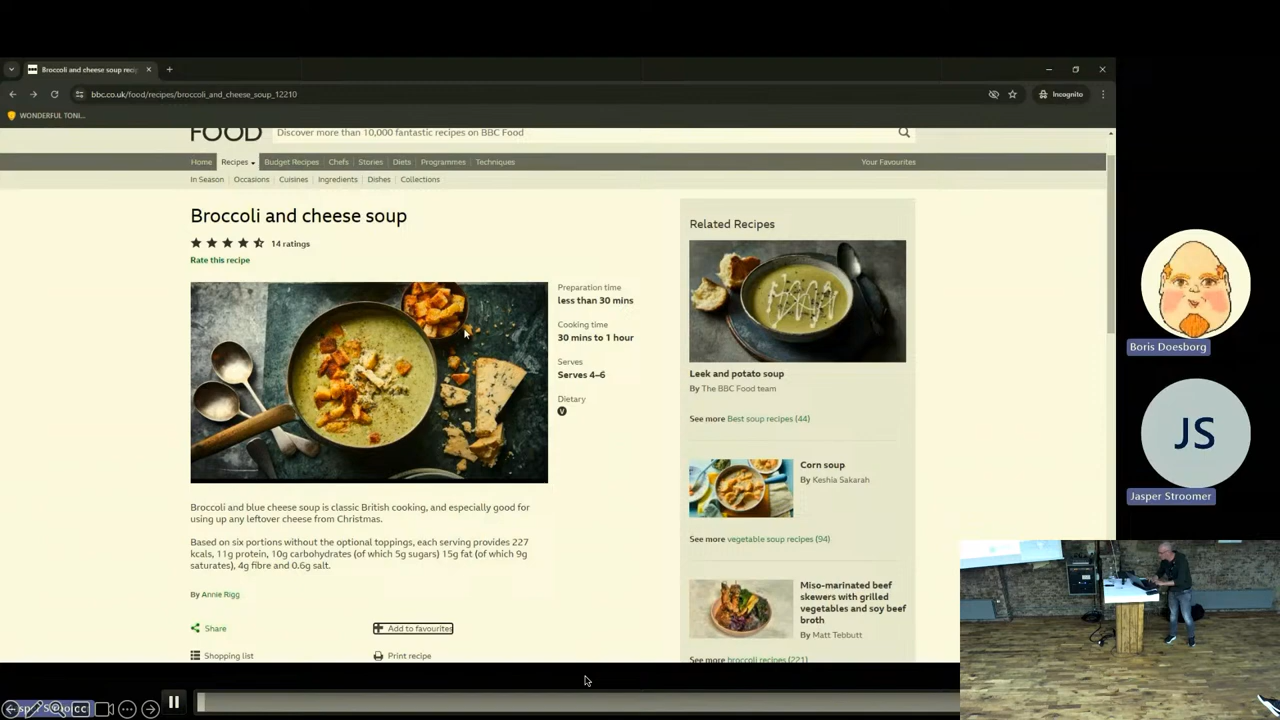 Broccoli and cheese soup reci
bbc.co.uk/food/recipes/broccoli_and_cheese_soup_12210
Incognito
WONDERFUL TONI...
FOOD
Discover more than 10,000 fantastic recipes on BBC Food
Home Recipes Budget Recipes Chefs Stories Diets Programmes Techniques Your Favourites
In Season Occasions Cuisines Ingredients Dishes Collections
Broccoli and cheese soup
14 ratings
Rate this recipe
Preparation time
less than 30 mins
Cooking time
30 mins to 1 hour
Serves
Serves 4–6
Dietary
V
Broccoli and blue cheese soup is classic British cooking, and especially good for
using up any leftover cheese from Christmas.
Based on six portions without the optional toppings, each serving provides 227
kcals, 11g protein, 10g carbohydrates (of which 5g sugars) 15g fat (of which 9g
saturates), 4g fibre and 0.6g salt.
By Annie Rigg
Share
Add to favourites
Shopping list
Print recipe
Related Recipes
Leek and potato soup
By The BBC Food team
See more Best soup recipes (44)
Corn soup
By Keshia Sakarah
See more vegetable soup recipes (94)
Miso-marinated beef
skewers with grilled
vegetables and soy beef
broth
By Matt Tebbutt
See more broccoli recipes (221)
Boris Doesborg
JS
Jasper Stroomer
CC